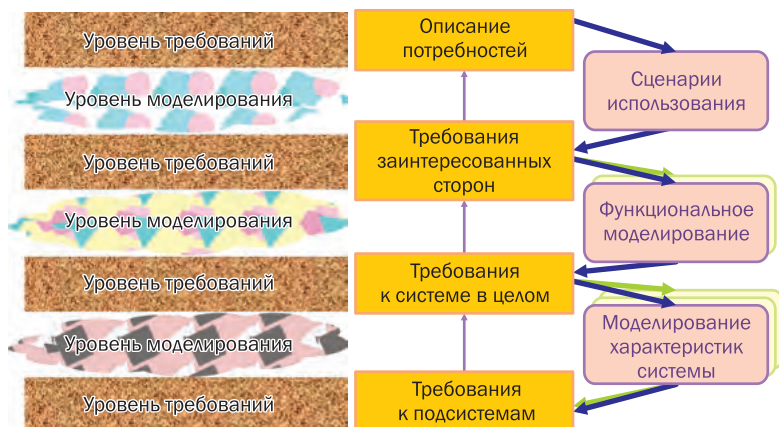 Уровень требований
Уровень моделирования
Уровень требований
Уровень моделирования
Уровень требований
Уровень моделирования
Уровень требований
Описание
потребностей
Сценарии
использования
Требования
заинтересованных
сторон
Функциональное
моделирование
Требования
к системе в целом
Моделирование
характеристик
системы
Требования
к подсистемам